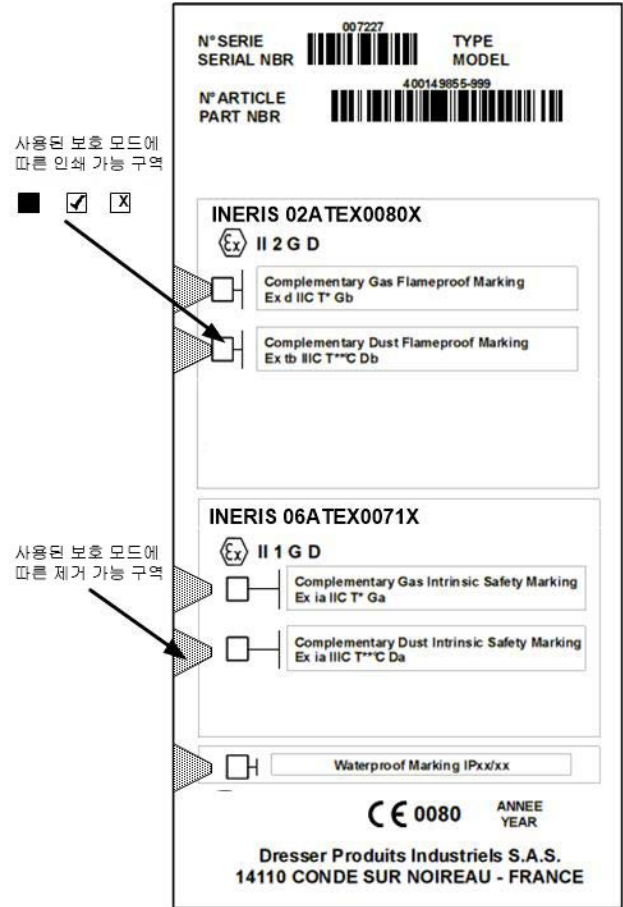 007227
N° SERIE
SERIAL NBR
TYPE
MODEL
400149855-999
N° ARTICLE
PART NBR
사용된 보호 모드에
따른 인쇄 가능 구역
INERIS 02ATEX0080X
Ex II 2 G D
Complementary Gas Flameproof Marking
Ex d IIC T* Gb
Complementary Dust Flameproof Marking
Ex tb IIIC T**°C Db
INERIS 06ATEX0071X
사용된 보호 모드에
따른 제거 가능 구역
Ex II 1 G D
Complementary Gas Intrinsic Safety Marking
Ex ia IIC T* Ga
Complementary Dust Intrinsic Safety Marking
Ex ia IIIC T**°C Da
Waterproof Marking IPxx/xx
CE 0080
ANNEE
YEAR
Dresser Produits Industriels S.A.S.
14110 CONDE SUR NOIREAU - FRANCE